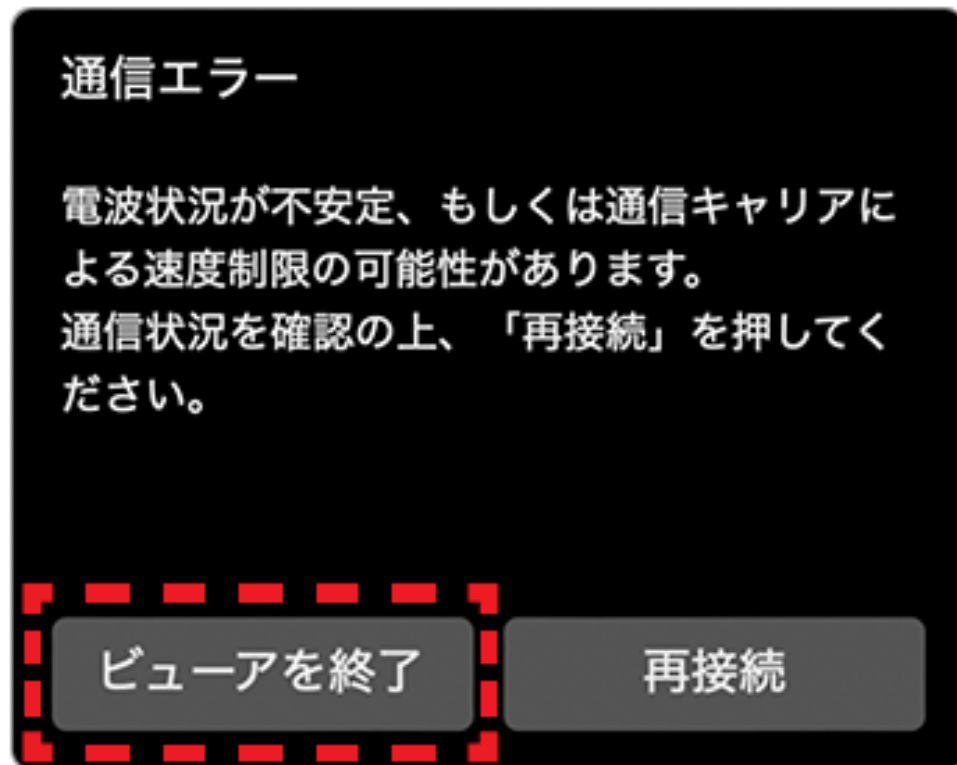 通信エラー
電波状況が不安定、もしくは通信キャリアに
よる速度制限の可能性があります。
通信状況を確認の上、「再接続」を押してく
ださい。
ビューアを終了
再接続